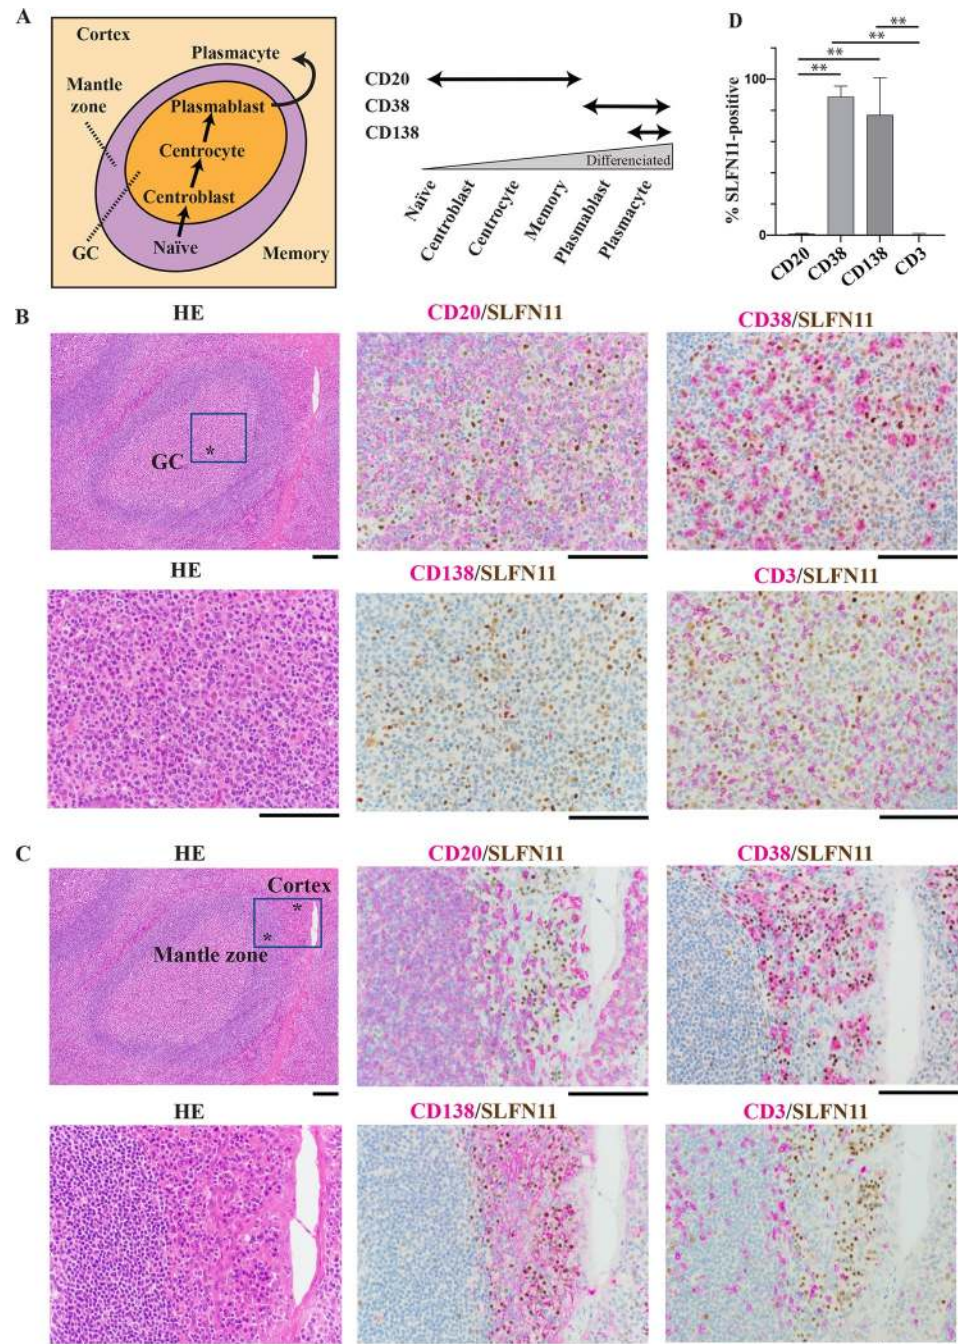 A
Cortex
Plasmacyte
Mantle
zone
Plasmablast
Centrocyte
Centroblast
GC
Naïve
Memory
CD20
CD38
CD138
Differenciated
Naïve
Centroblast
Centrocyte
Memory
Plasmablast
Plasmacyte
D
**
**
**
**
% SLFN11-positive
100
0
CD20
CD38
CD138
CD3
B
HE
CD20/SLFN11
CD38/SLFN11
GC
*
HE
CD138/SLFN11
CD3/SLFN11
C
HE
CD20/SLFN11
CD38/SLFN11
Cortex
*
*
Mantle zone
HE
CD138/SLFN11
CD3/SLFN11